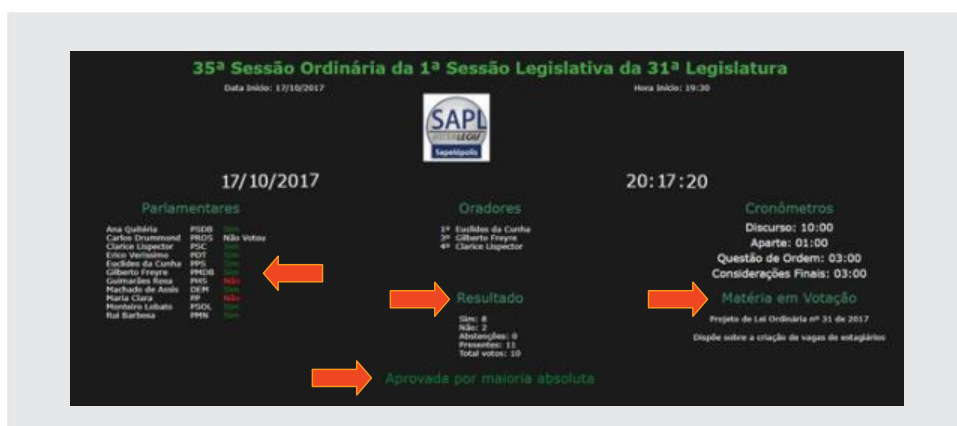 35ª Sessão Ordinária da 1ª Sessão Legislativa da 31ª Legislatura
Data Início: 17/10/2017
Hora Início: 19:30
SAPL
INTERLEGIS
Sapelópolis
17/10/2017
20:17:20
Parlamentares
Ana Quitéria PSDB Sim
Carlos Drummond PROS Não Votou
Clarice Lispector PSC Sim
Erico Verissimo PDT Sim
Euclides da Cunha PPS Sim
Gilberto Freyre PMDB Sim
Guimarães Rosa PHS Não
Machado de Assis DEM Sim
Maria Clara PP Não
Monteiro Lobato PSOL Sim
Rui Barbosa PMN Sim
Oradores
1º Euclides da Cunha
3º Gilberto Freyre
4º Clarice Lispector
Cronômetros
Discurso: 10:00
Aparte: 01:00
Questão de Ordem: 03:00
Considerações Finais: 03:00
Resultado
Sim: 8
Não: 2
Abstenções: 0
Presentes: 11
Total votos: 10
Matéria em Votação
Projeto de Lei Ordinária nº 31 de 2017
Dispõe sobre a criação de vagas de estagiários
Aprovada por maioria absoluta